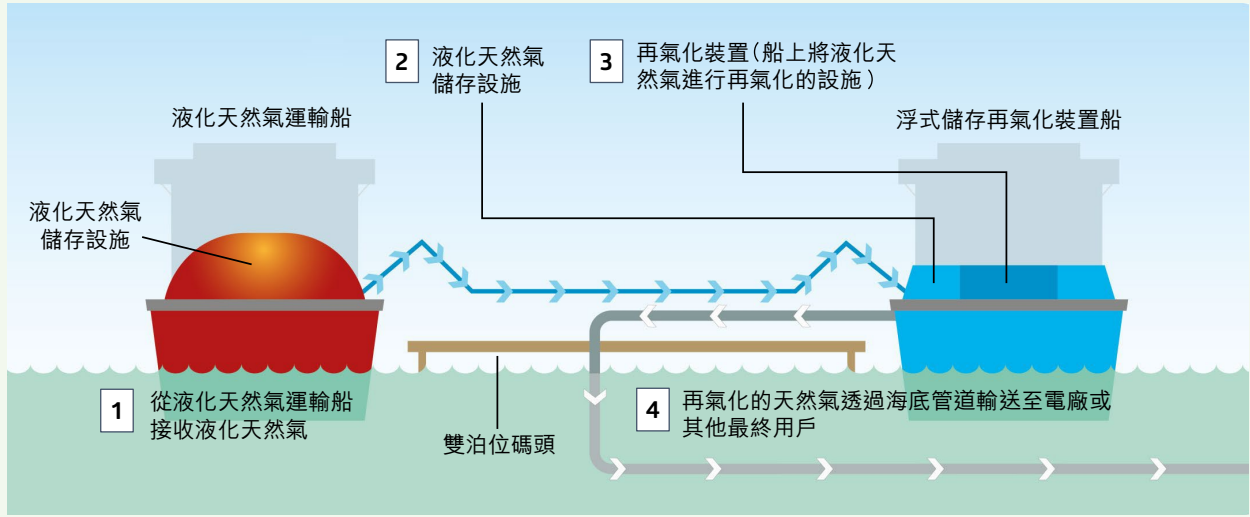 2
液化天然氣
儲存設施
3
再氣化裝置(船上將液化天
然氣進行再氣化的設施)
液化天然氣運輸船
浮式儲存再氣化裝置船
液化天然氣
儲存設施
1
從液化天然氣運輸船
接收液化天然氣
雙泊位碼頭
4
再氣化的天然氣透過海底管道輸送至電廠或
其他最終用戶